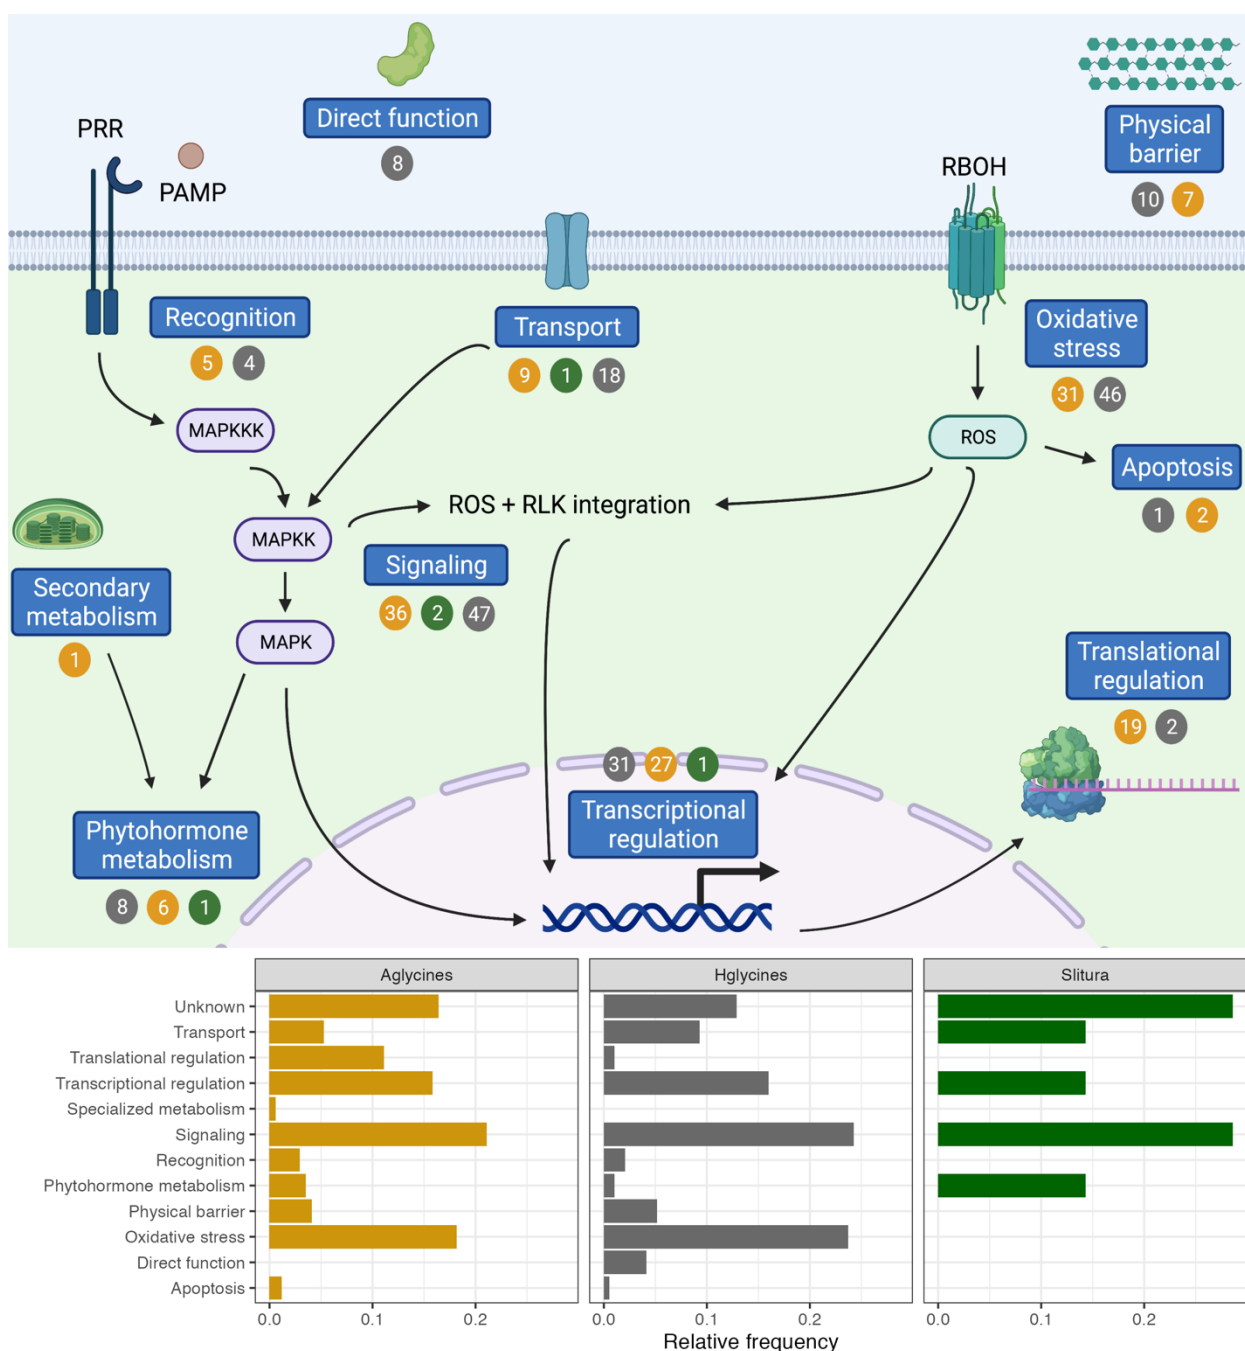 Direct function
8
PRR
PAMP
Physical
barrier
10 7
RBOH
Recognition
5 4
Transport
9 1 18
Oxidative
stress
31 46
MAPKKK
ROS
Apoptosis
1 2
ROS + RLK integration
MAPKK
Signaling
36 2 47
Secondary
metabolism
1
MAPK
Translational
regulation
19 2
31 27 1
Transcriptional
regulation
Phytohormone
metabolism
8 6 1
Aglycines Hglycines Slitura
Unknown
Transport
Translational regulation
Transcriptional regulation
Specialized metabolism
Signaling
Recognition
Phytohormone metabolism
Physical barrier
Oxidative stress
Direct function
Apoptosis
0.0 0.1 0.2 0.0 0.1 0.2 0.0 0.1 0.2
Relative frequency